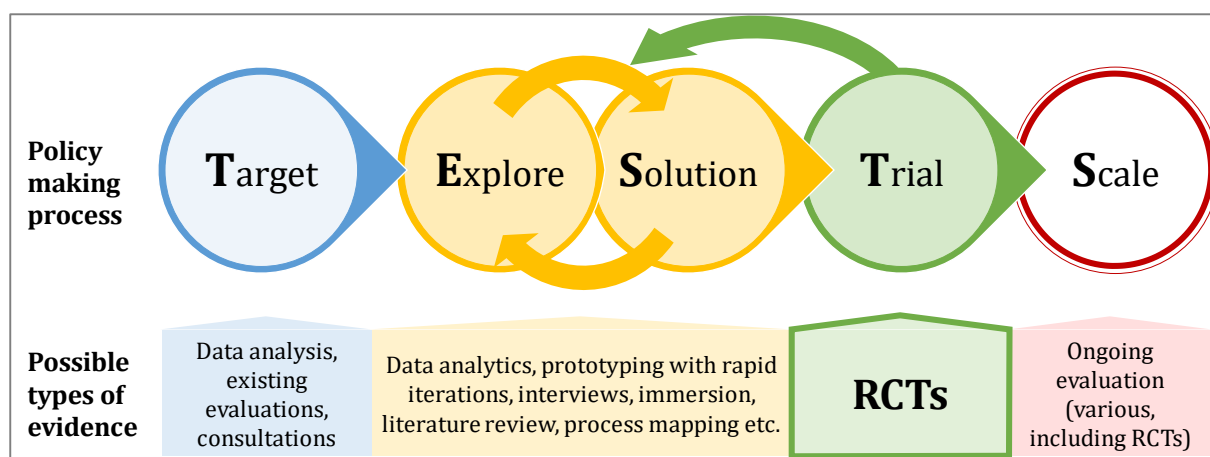 Policy
making
process
Target
Explore
Solution
Trial
Scale
Possible
types of
evidence
Data analysis,
existing
evaluations,
consultations
Data analytics, prototyping with rapid
iterations, interviews, immersion,
literature review, process mapping etc.
RCTs
Ongoing
evaluation
(various,
including RCTs)